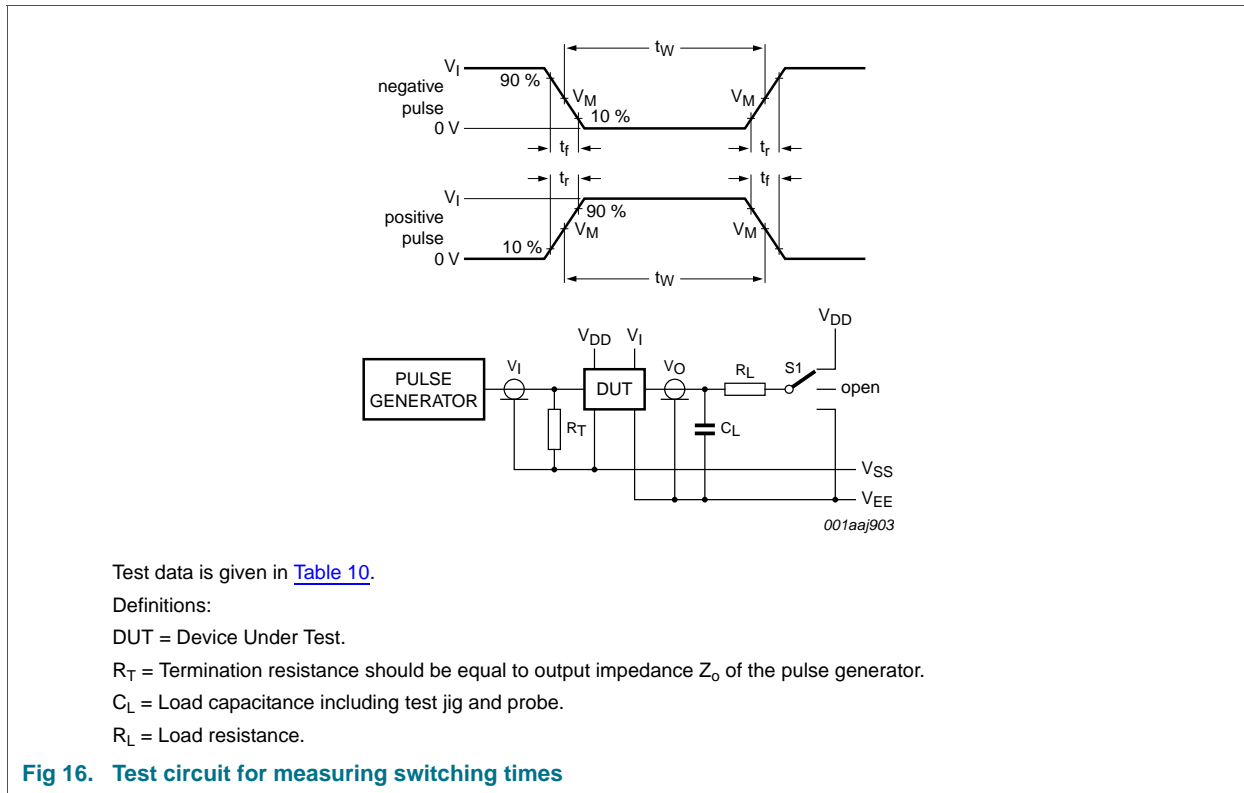 tW
VI
negative
pulse
0 V
90 %
VM
10 %
VM
tf
tr
tr
tf
VI
positive
pulse
0 V
90 %
VM
10 %
VM
tW
VDD
VDD
VI
PULSE
GENERATOR
VI
DUT
VO
RL
S1
open
RT
CL
VSS
VEE
001aaj903
Test data is given in Table 10.
Definitions:
DUT = Device Under Test.
RT = Termination resistance should be equal to output impedance Zo of the pulse generator.
CL = Load capacitance including test jig and probe.
RL = Load resistance.
Fig 16. Test circuit for measuring switching times